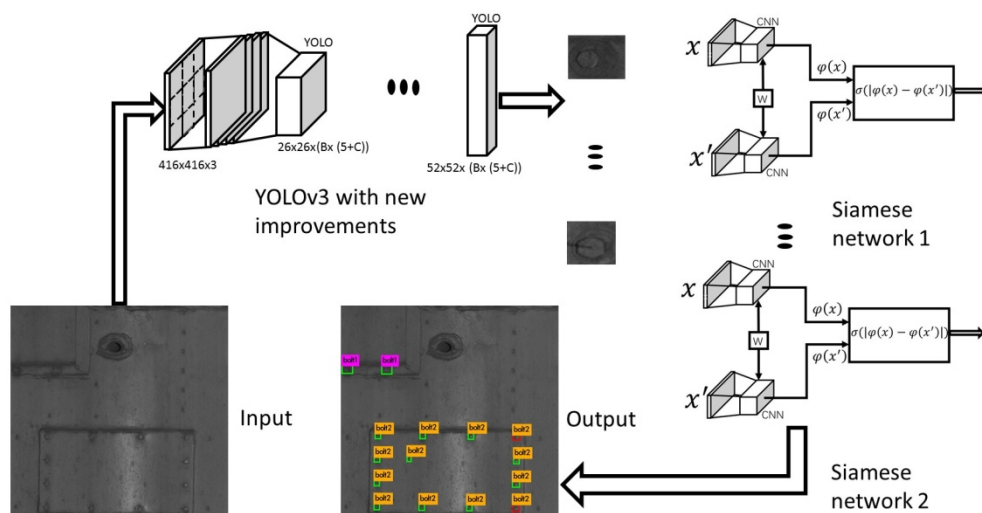 YOLO
416x416x3
26x26x(Bx (5+C))
YOLO
52x52x (Bx (5+C))
YOLOv3 with new
improvements
CNN
x
φ(x)
W
σ(|φ(x) − φ(x′)|)
φ(x′)
x′
CNN
Siamese
network 1
CNN
x
φ(x)
W
σ(|φ(x) − φ(x′)|)
φ(x′)
x′
CNN
Siamese
network 2
Input
Output
bolt1 bolt1
bolt2 bolt2 bolt2 bolt2
bolt2 bolt2 bolt2
bolt2 bolt2
bolt2 bolt2 bolt2 bolt2